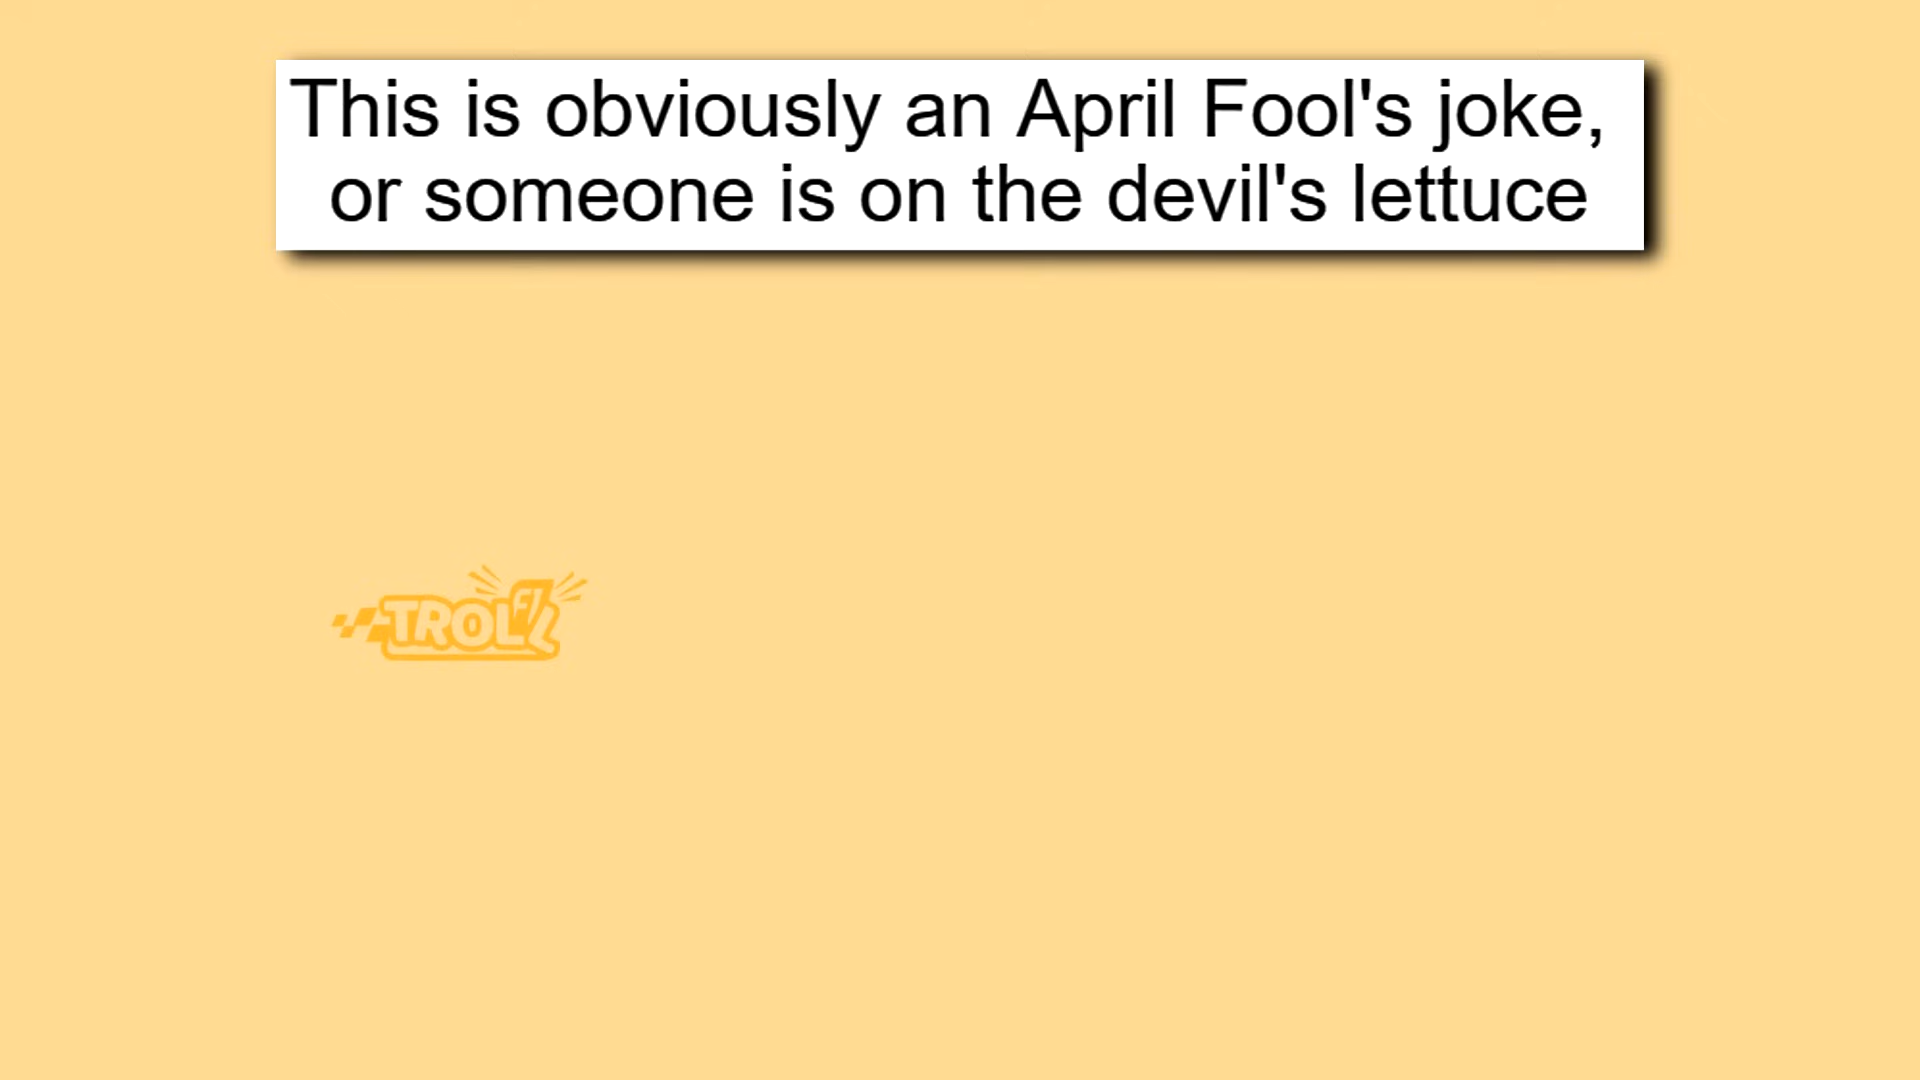 This is obviously an April Fool's joke,
or someone is on the devil's lettuce
TROLL